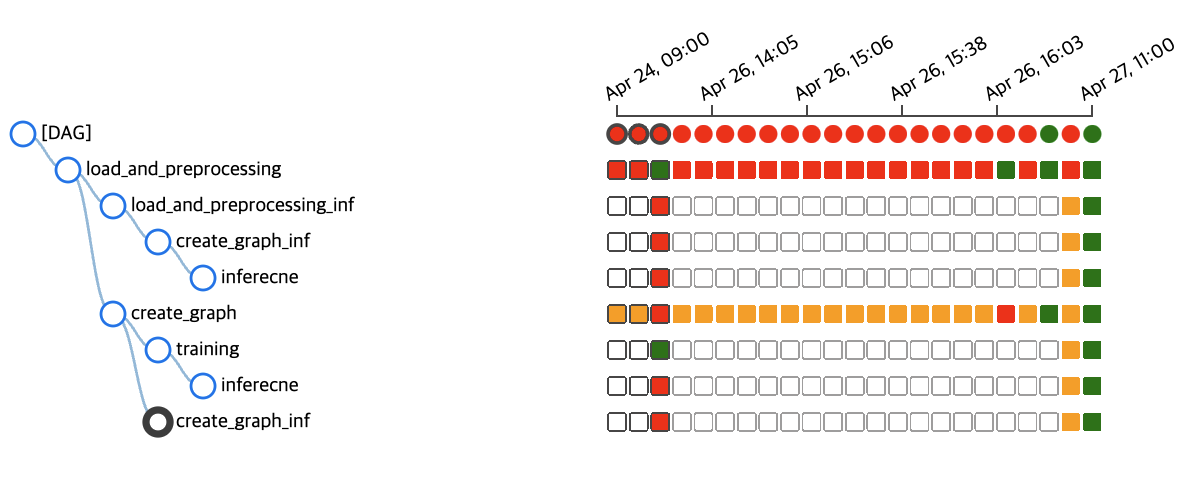 Apr 24, 09:00
Apr 26, 14:05
Apr 26, 15:06
Apr 26, 15:38
Apr 26, 16:03
Apr 27, 11:00
[DAG]
load_and_preprocessing
load_and_preprocessing_inf
create_graph_inf
inferecne
create_graph
training
inferecne
create_graph_inf